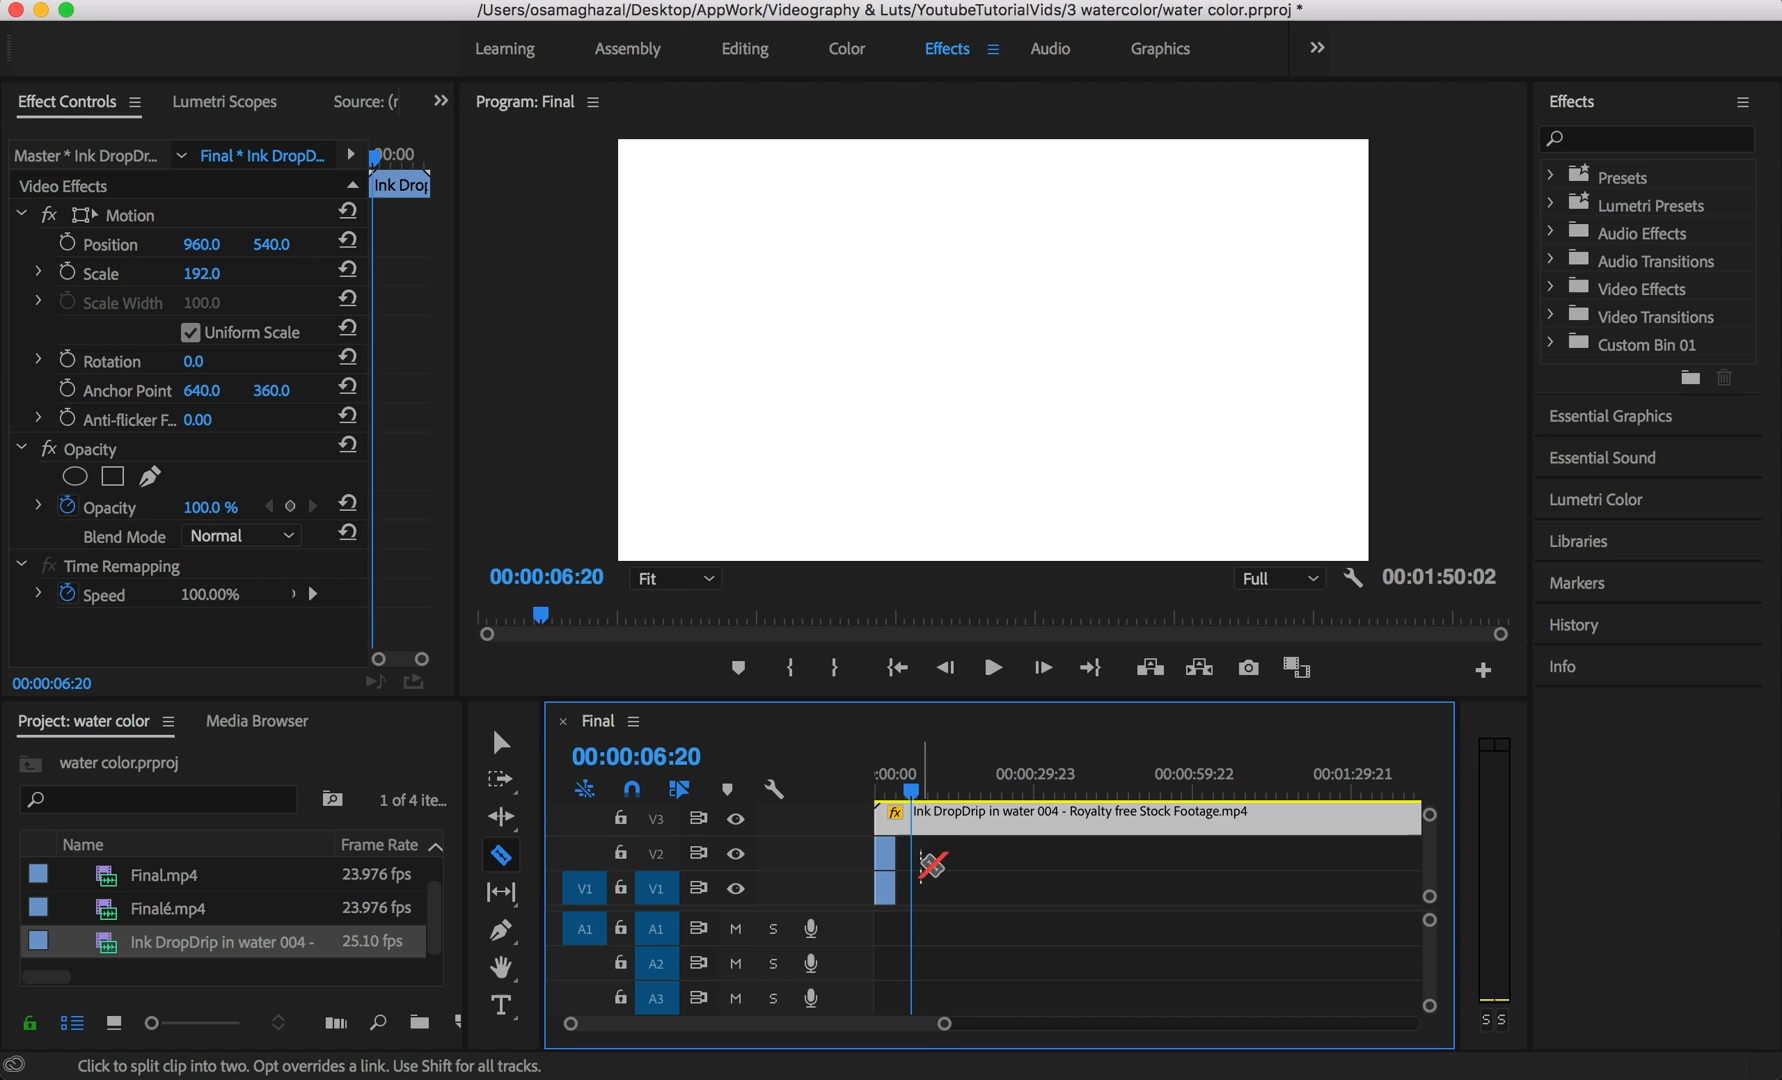 /Users/osamaghazal/Desktop/AppWork/Videography & Luts/YoutubeTutorialVids/3 watercolor/water color.prproj *
Learning Assembly Editing Color Effects Audio Graphics
Effect Controls Lumetri Scopes Source: (r
Master * Ink DropDr... Final * Ink DropD... :00:00
Video Effects Ink Drop
fx Motion
Position 960.0 540.0
Scale 192.0
Scale Width 100.0
Uniform Scale
Rotation 0.0
Anchor Point 640.0 360.0
Anti-flicker F... 0.00
fx Opacity
Opacity 100.0 %
Blend Mode Normal
fx Time Remapping
Speed 100.00%
00:00:06:20
Program: Final
00:00:06:20 Fit Full 00:01:50:02
Effects
Presets
Lumetri Presets
Audio Effects
Audio Transitions
Video Effects
Video Transitions
Custom Bin 01
Essential Graphics
Essential Sound
Lumetri Color
Libraries
Markers
History
Info
Project: water color Media Browser
water color.prproj
1 of 4 ite...
Name Frame Rate
Final.mp4 23.976 fps
Finalé.mp4 23.976 fps
Ink DropDrip in water 004 - 25.10 fps
Final
00:00:06:20
:00:00 00:00:29:23 00:00:59:22 00:01:29:21
V3 fx Ink DropDrip in water 004 - Royalty free Stock Footage.mp4
V2
V1 V1
A1 A1 M S
A2 M S
A3 M S
S S
Click to split clip into two. Opt overrides a link. Use Shift for all tracks.